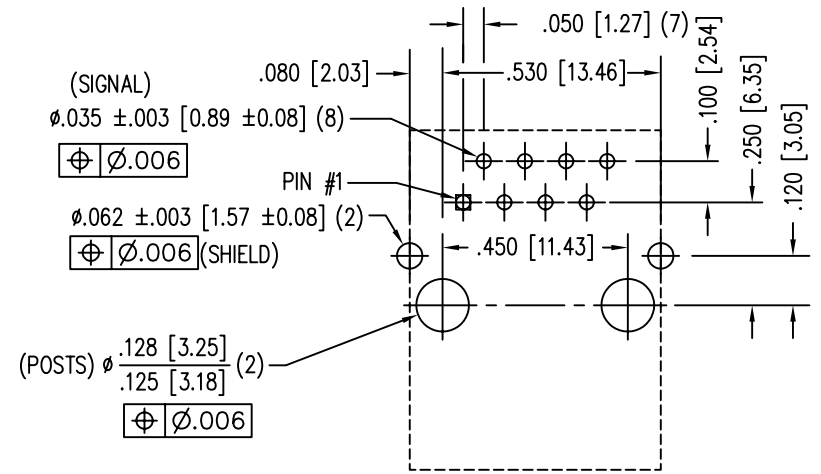 .050 [1.27] (7)
.080 [2.03]
.530 [13.46]
.100 [2.54]
.250 [6.35]
.120 [3.05]
(SIGNAL)
ø.035 ±.003 [0.89 ±0.08] (8)
⌖ Ø.006
PIN #1
ø.062 ±.003 [1.57 ±0.08] (2)
⌖ Ø.006 (SHIELD)
.450 [11.43]
(POSTS) ø .128 [3.25]
.125 [3.18] (2)
⌖ Ø.006